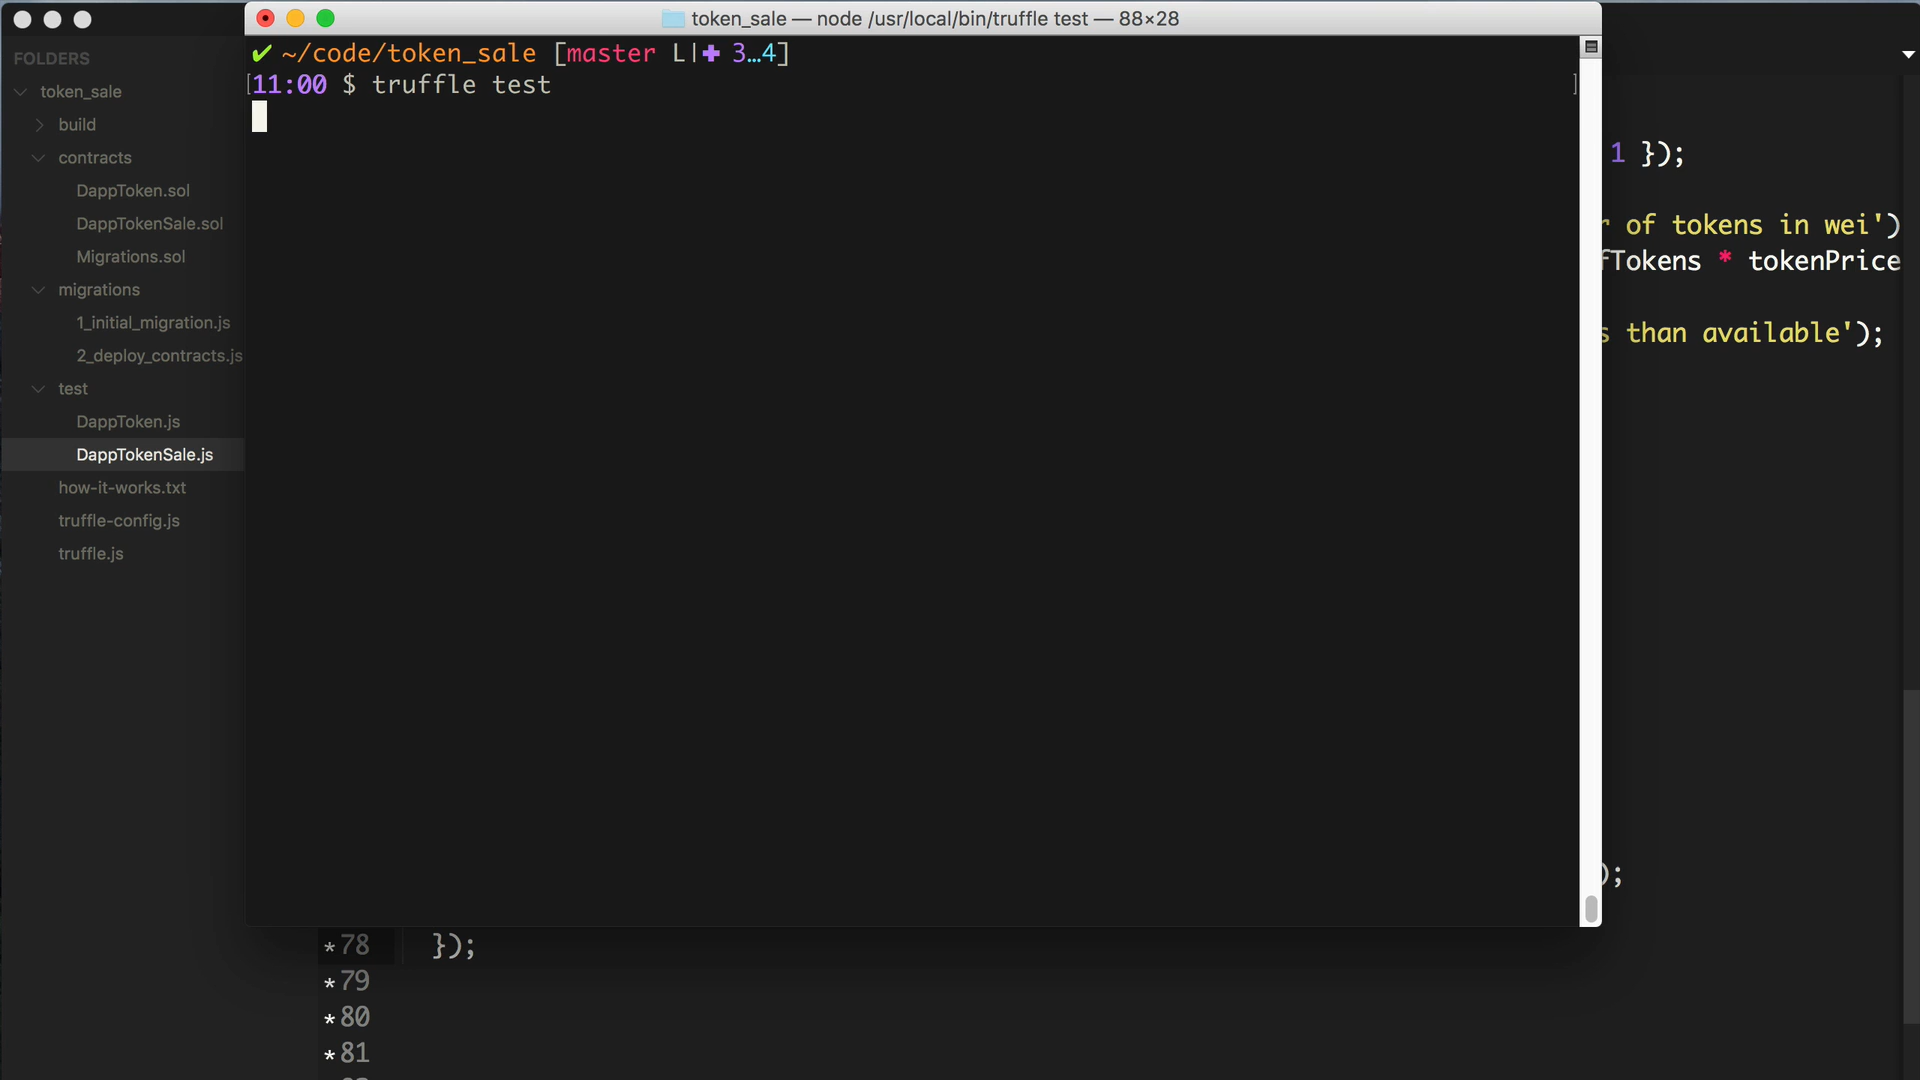 token_sale — node /usr/local/bin/truffle test — 88×28
FOLDERS
token_sale
build
contracts
DappToken.sol
DappTokenSale.sol
Migrations.sol
migrations
1_initial_migration.js
2_deploy_contracts.js
test
DappToken.js
DappTokenSale.js
how-it-works.txt
truffle-config.js
truffle.js
✔ ~/code/token_sale [master L|✚ 3…4]
[11:00 $ truffle test ]
1 });
of tokens in wei')
fTokens * tokenPrice
s than available');
);
*78 });
*79
*80
*81